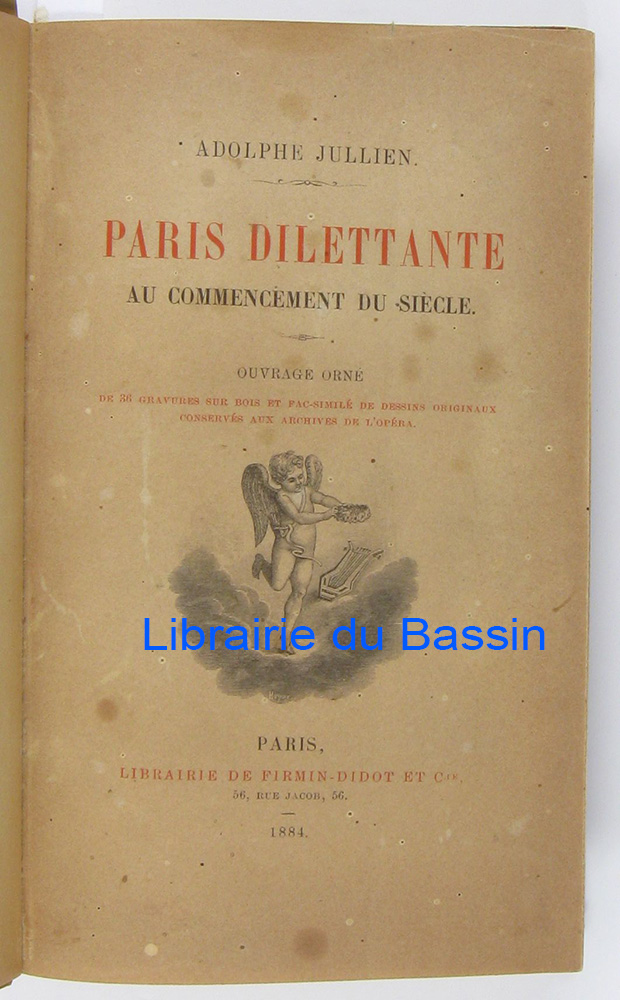 ADOLPHE JULLIEN.
PARIS DILETTANTE
AU COMMENCEMENT DU SIÈCLE.
OUVRAGE ORNÉ
DE 36 GRAVURES SUR BOIS ET FAC-SIMILÉ DE DESSINS ORIGINAUX
CONSERVÉS AUX ARCHIVES DE L'OPÉRA.
Librairie du Bassin
PARIS,
LIBRAIRIE DE FIRMIN-DIDOT ET Cie.
56, RUE JACOB, 56.
1884.